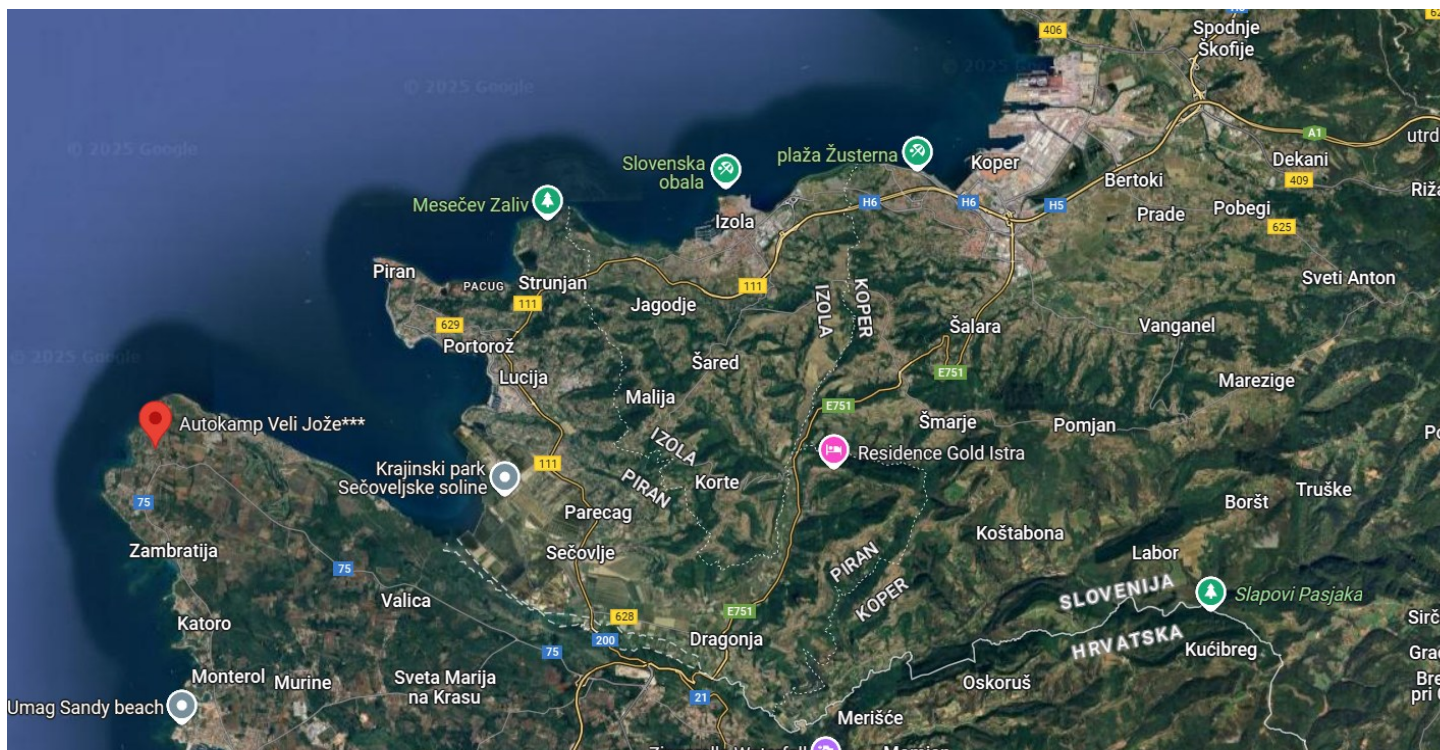 Spodnje
Škofije
406
© 2025 Google
© 2025 Google
A1
utrd
Slovenska
obala
plaža Žusterna
Koper
Dekani
© 2025 Google
409
Bertoki
Riža
Mesečev Zaliv
H6
H6
H5
Prade
Pobegi
Izola
625
Piran
PACUG
Strunjan
111
Jagodje
111
IZOLA
KOPER
Sveti Anton
629
Portorož
Šalara
Vanganel
© 2025 Google
Lucija
Šared
E751
Marezige
Malija
E751
Autokamp Veli Jože***
Šmarje
Pomjan
IZOLA
PIRAN
Residence Gold Istra
111
Krajinski park
Sečoveljske soline
Korte
75
Parecag
Truške
Boršt
Koštabona
Zambratija
Sečovlje
PIRAN
KOPER
Labor
75
SLOVENIJA
HRVATSKA
Slapovi Pasjaka
Valica
628
E751
Katoro
200
Dragonja
75
Kućibreg
Monterol
Murine
Sveta Marija
na Krasu
21
Oskoruš
Umag Sandy beach
Merišće